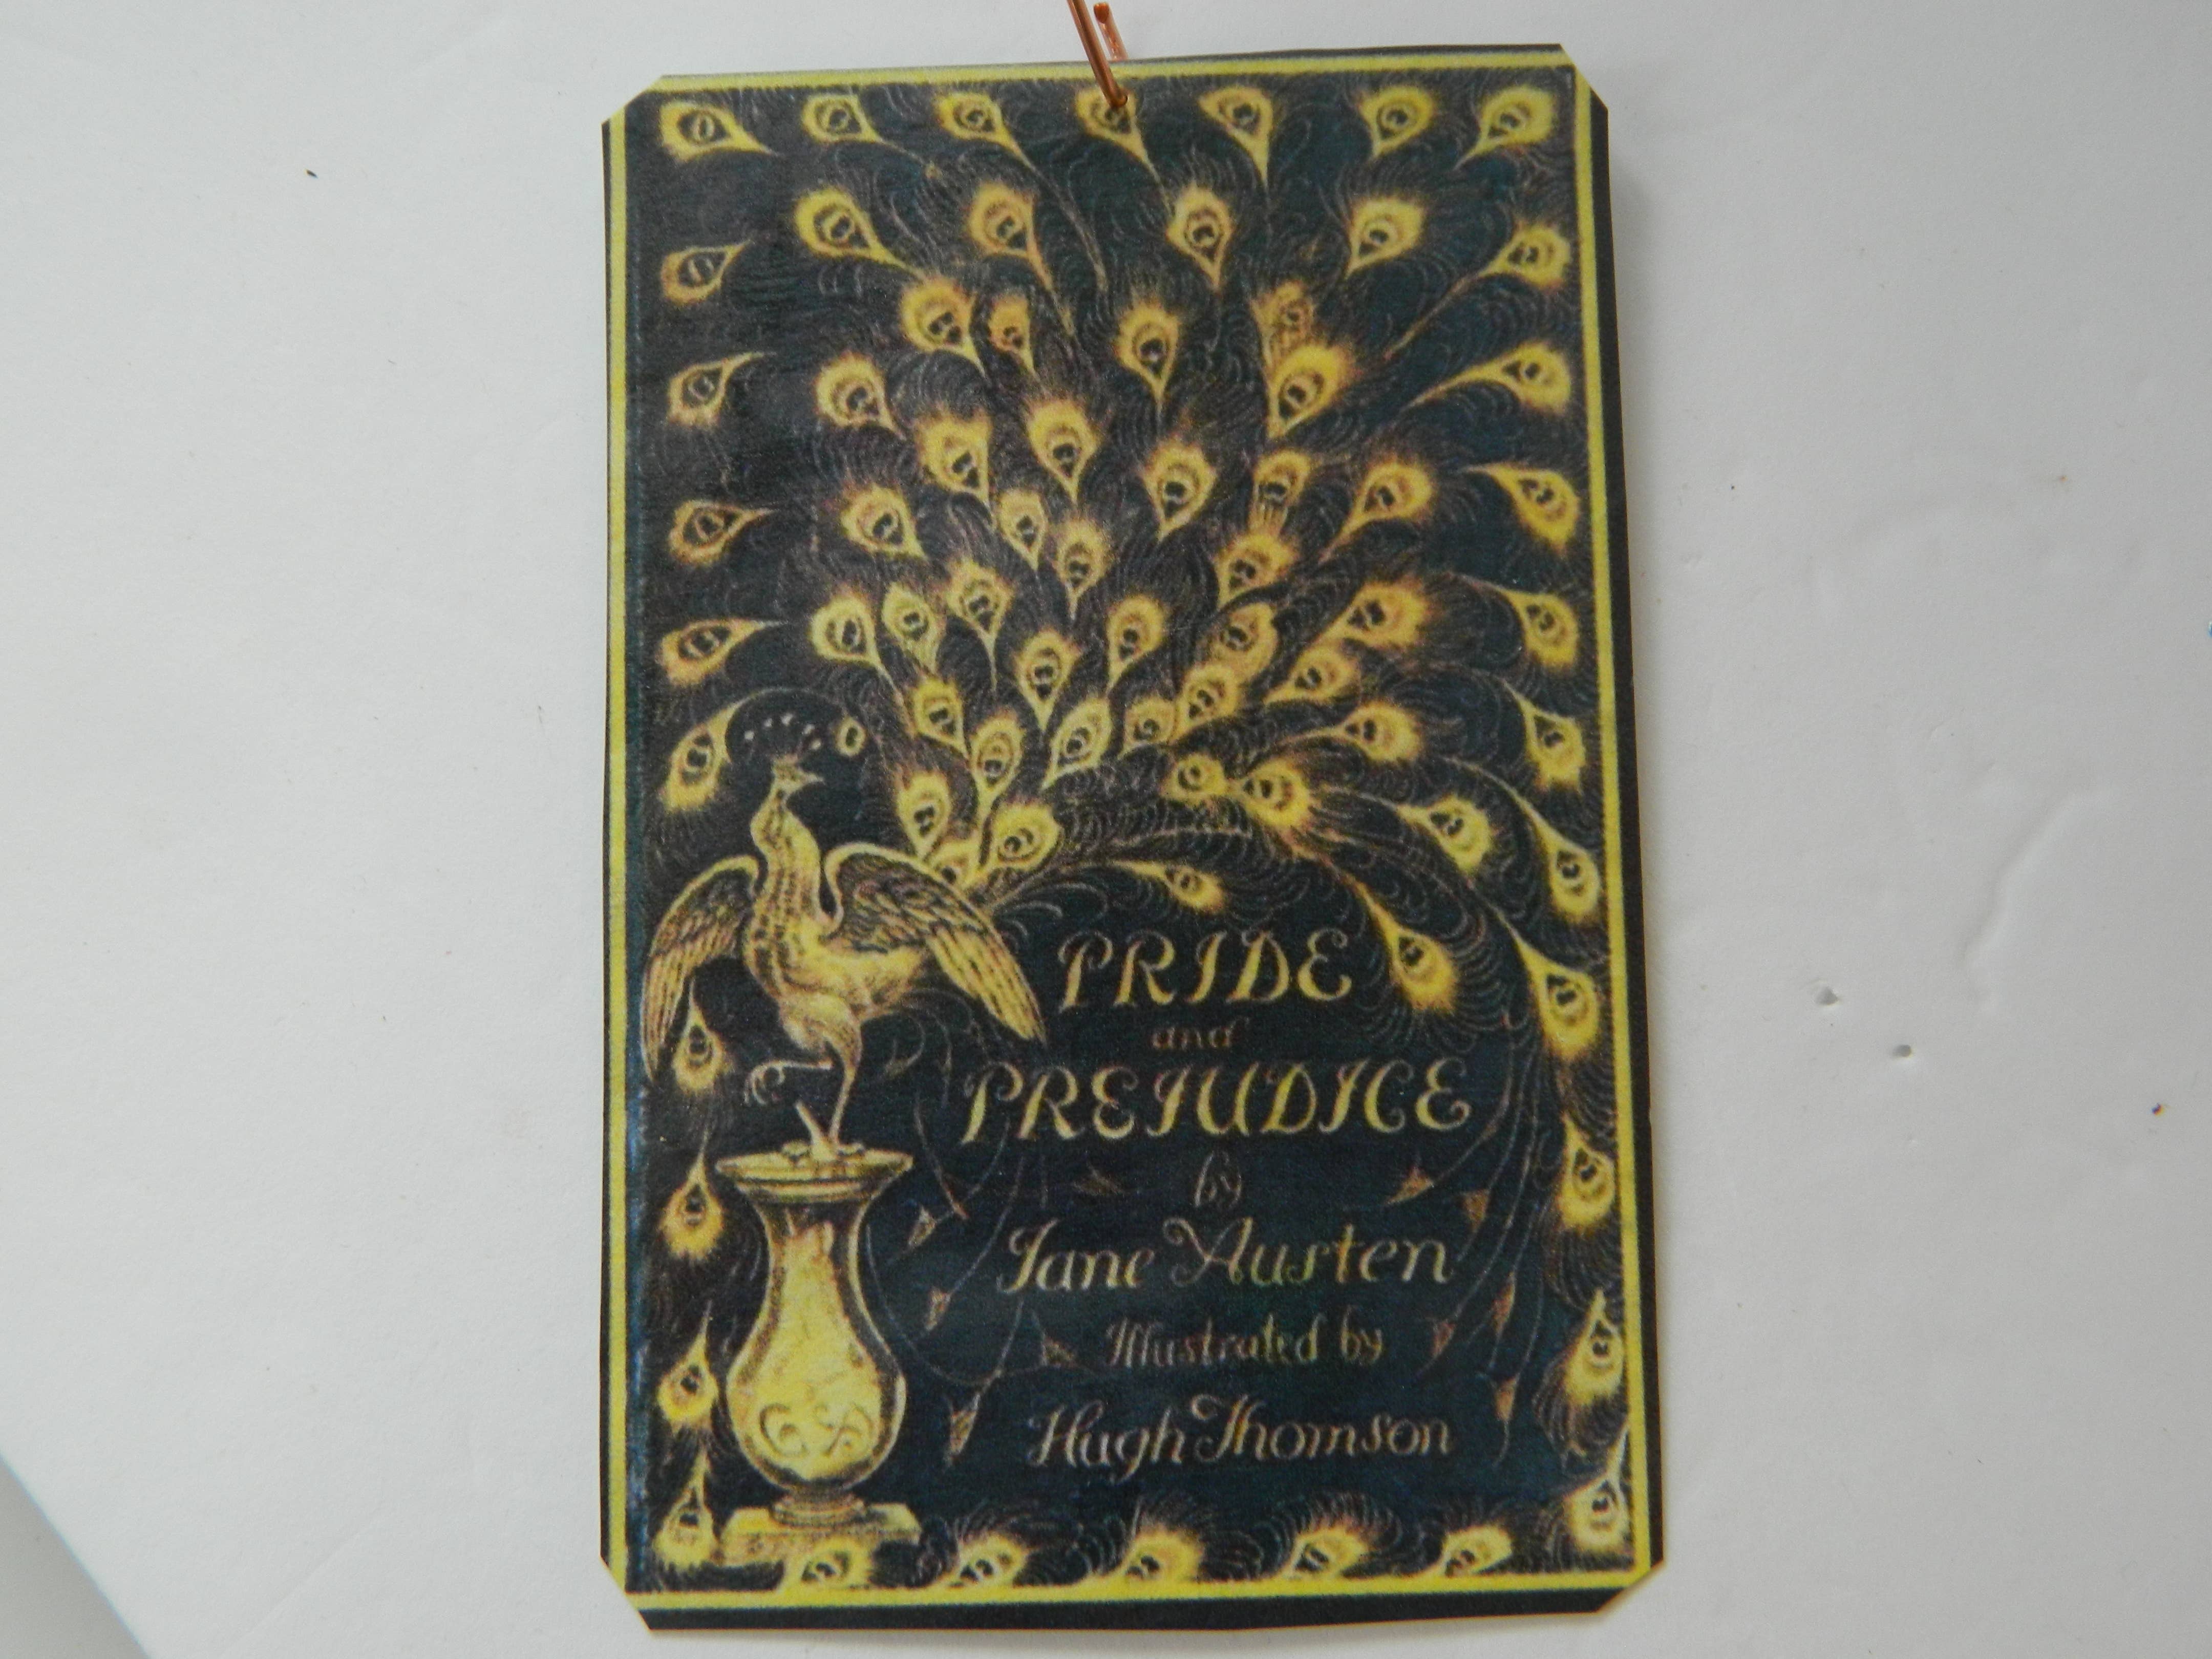 PRIDE
and
PREJUDICE
by
Jane Austen
Illustrated by
Hugh Thomson